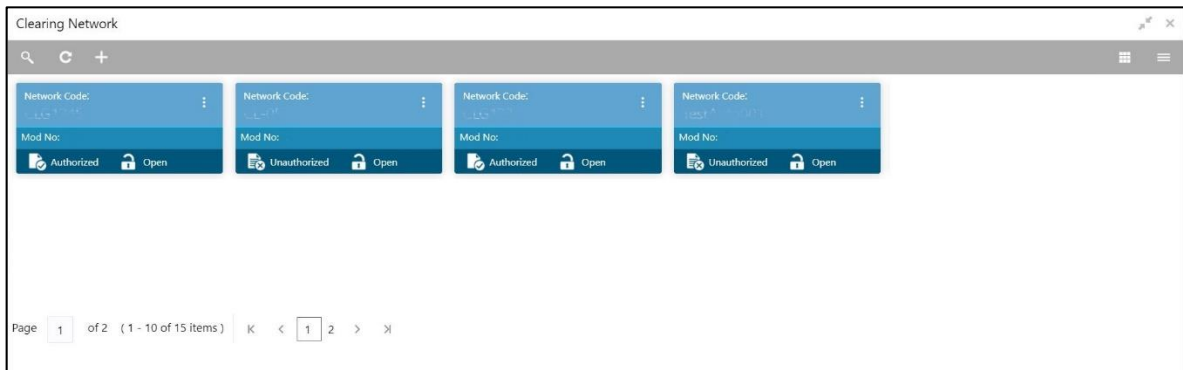 Clearing Network
Network Code: Network Code: Network Code: Network Code:
Mod No: Mod No: Mod No: Mod No:
Authorized Open Unauthorized Open Authorized Open Unauthorized Open
Page 1 of 2 ( 1 - 10 of 15 items ) 1 2